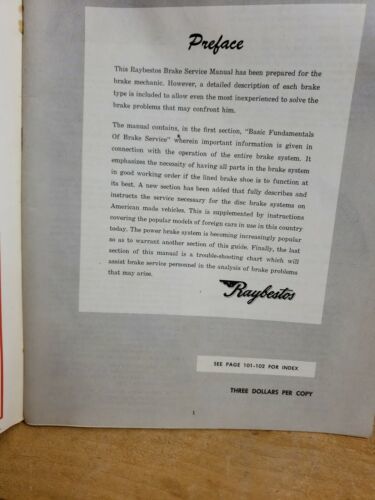 Preface
This Raybestos Brake Service Manual has been prepared for the
brake mechanic. However, a detailed description of each brake
type is included to allow even the most inexperienced to solve the
brake problems that may confront him.
The manual contains, in the first section, "Basic Fundamentals
Of Brake Service" wherein important information is given in
connection with the operation of the entire brake system. It
emphasizes the necessity of having all parts in the brake system
in good working order if the lined brake shoe is to function at
its best. A new section has been added that fully describes and
instructs the service necessary for the disc brake systems on
American made vehicles. This is supplemented by instructions
covering the popular models of foreign cars in use in this country
today. The power brake system is becoming increasingly popular
so as to warrant another section of this guide. Finally, the last
section of this manual is a trouble-shooting chart which will
assist brake service personnel in the analysis of brake problems
that may arise.
Raybestos
SEE PAGE 101-102 FOR INDEX
THREE DOLLARS PER COPY
1